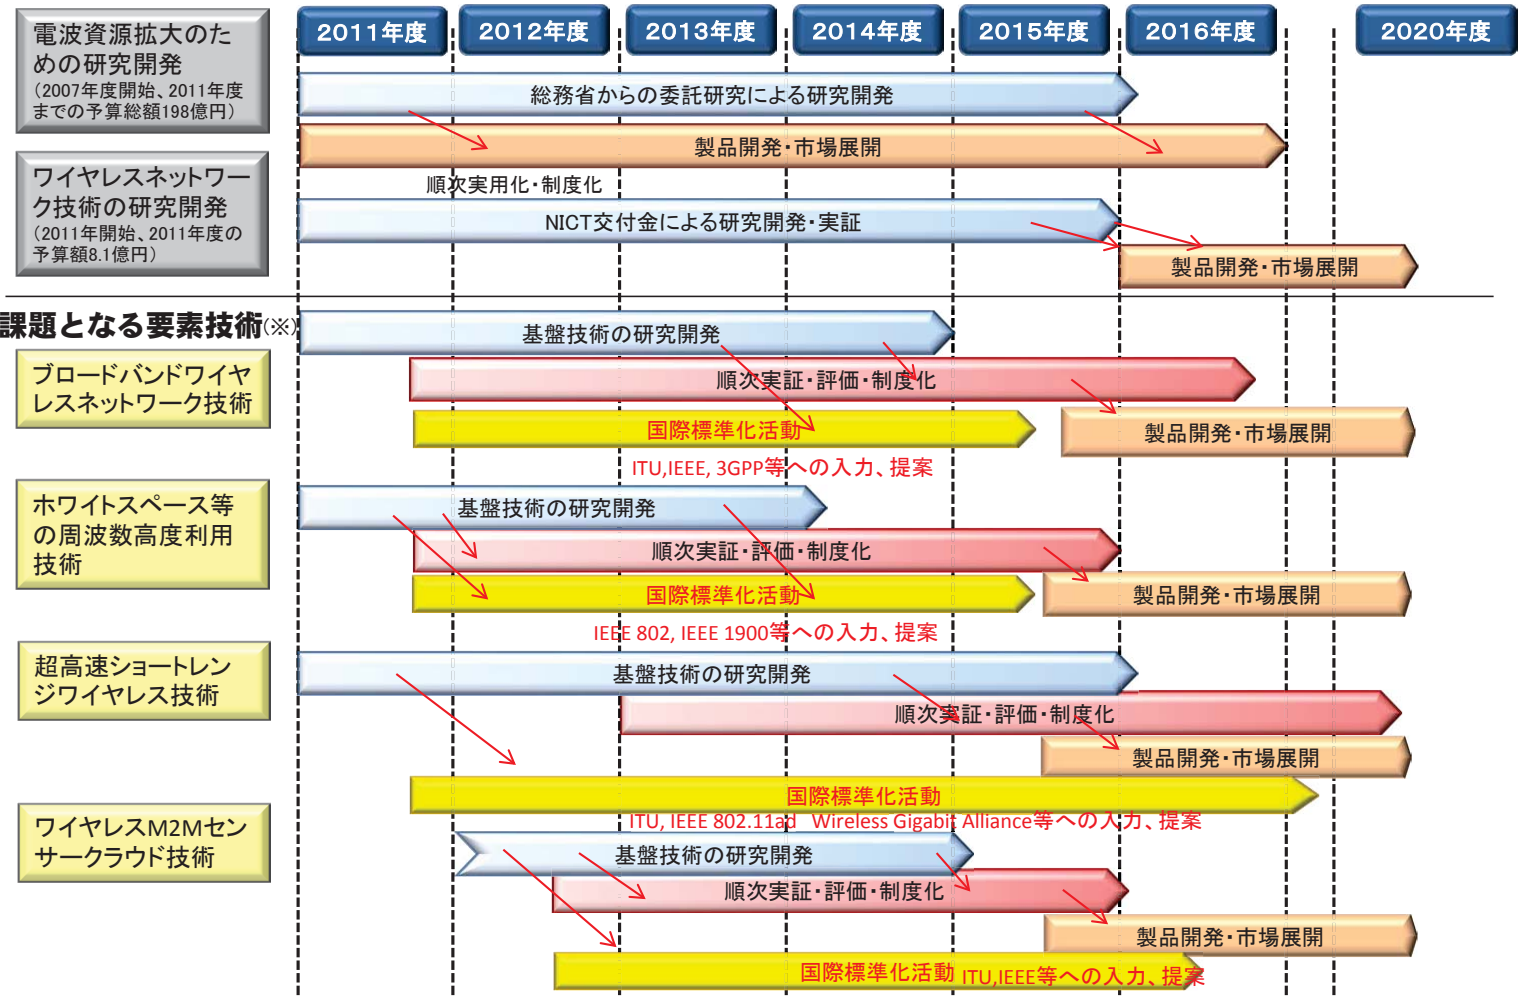 2011年度
2012年度
2013年度
2014年度
2015年度
2016年度
2020年度
電波資源拡大のた
めの研究開発
（2007年度開始、2011年度
までの予算総額198億円）
総務省からの委託研究による研究開発
製品開発・市場展開
順次実用化・制度化
ワイヤレスネットワー
ク技術の研究開発
（2011年開始、2011年度の
予算額8.1億円）
NICT交付金による研究開発・実証
製品開発・市場展開
課題となる要素技術(※)
ブロードバンドワイヤ
レスネットワーク技術
基盤技術の研究開発
順次実証・評価・制度化
国際標準化活動
製品開発・市場展開
ITU,IEEE, 3GPP等への入力、提案
ホワイトスペース等
の周波数高度利用
技術
基盤技術の研究開発
順次実証・評価・制度化
国際標準化活動
製品開発・市場展開
IEEE 802, IEEE 1900等への入力、提案
超高速ショートレン
ジワイヤレス技術
基盤技術の研究開発
順次実証・評価・制度化
製品開発・市場展開
国際標準化活動
ITU, IEEE 802.11ad Wireless Gigabit Alliance等への入力、提案
ワイヤレスM2Mセン
サークラウド技術
基盤技術の研究開発
順次実証・評価・制度化
製品開発・市場展開
国際標準化活動 ITU,IEEE等への入力、提案